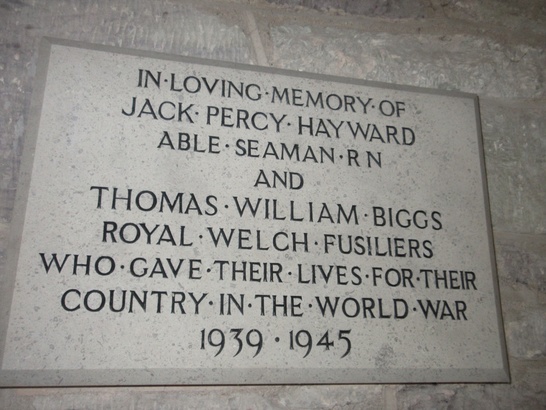 IN·LOVING·MEMORY·OF
JACK·PERCY·HAYWARD
ABLE·SEAMAN·R N
AND
THOMAS·WILLIAM·BIGGS
ROYAL·WELCH·FUSILIERS
WHO·GAVE·THEIR·LIVES·FOR·THEIR
COUNTRY·IN·THE·WORLD·WAR
1939·1945